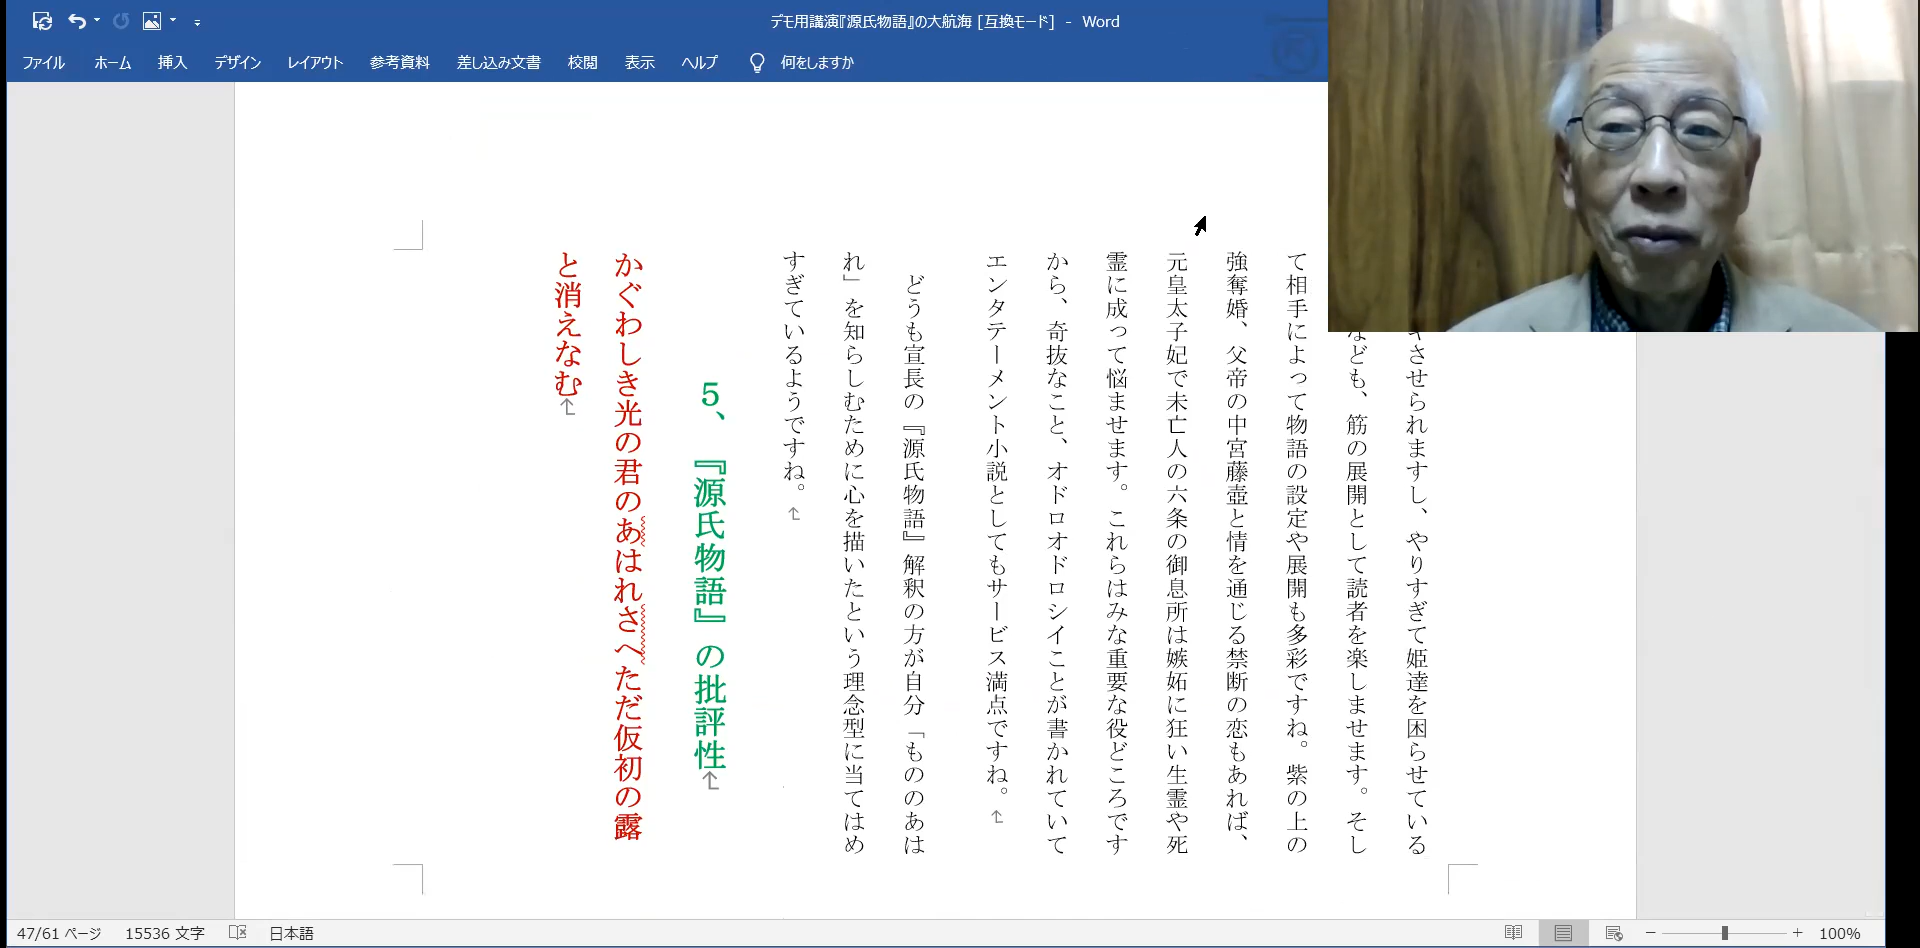 デモ用講演『源氏物語』の大航海 [互換モード] - Word
ファイル ホーム 挿入 デザイン レイアウト 参考資料 差し込み文書 校閲 表示 ヘルプ 何をしますか
させられますし、やりすぎて姫達を困らせている
ども、筋の展開として読者を楽しませます。そし
て相手によって物語の設定や展開も多彩ですね。紫の上の
強奪婚、父帝の中宮藤壺と情を通じる禁断の恋もあれば、
元皇太子妃で未亡人の六条の御息所は嫉妬に狂い生霊や死
霊に成って悩ませます。これらはみな重要な役どころです
から、奇抜なこと、オドロオドロシイことが書かれていて
エンタテーメント小説としてもサービス満点ですね。
どうも宣長の『源氏物語』解釈の方が自分「もののあは
れ」を知らしむために心を描いたという理念型に当てはめ
すぎているようですね。
5、『源氏物語』の批評性
かぐわしき光の君のあはれさへただ仮初の露
と消えなむ
47/61 ページ 15536 文字 日本語 100%